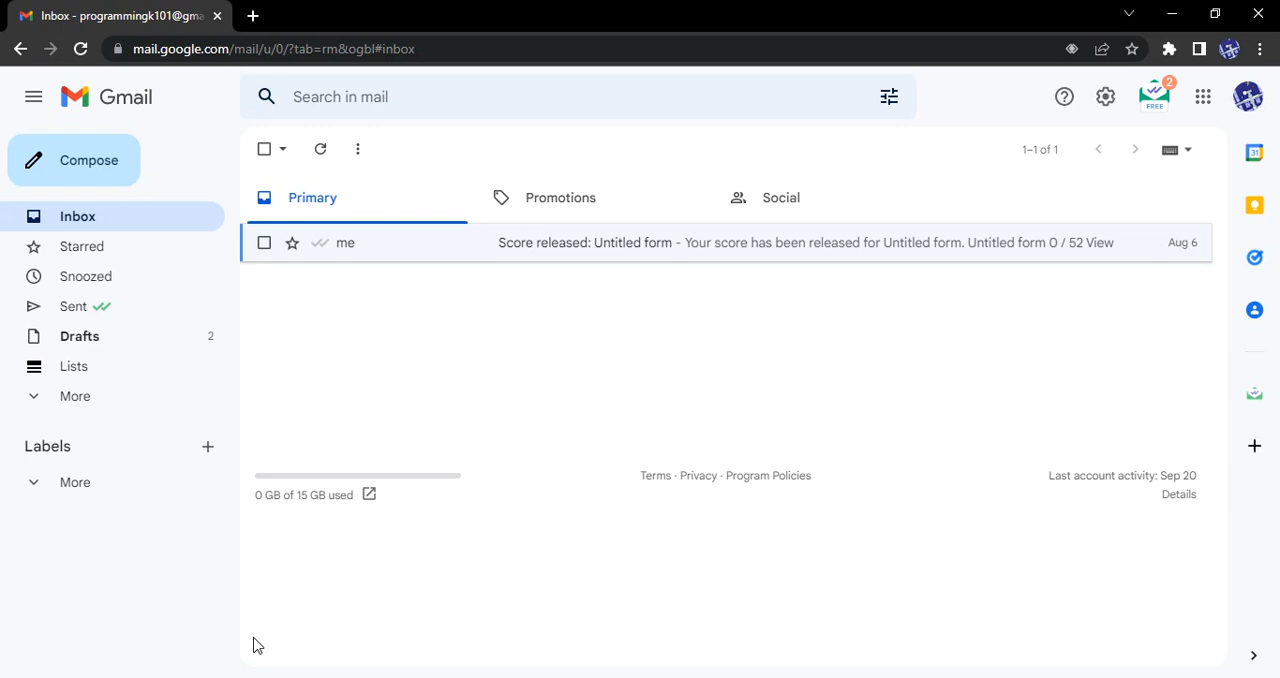 Inbox - programmingk101@gma
mail.google.com/mail/u/0/?tab=rm&ogbl#inbox
Gmail
Search in mail
2
FREE
Compose
1–1 of 1
31
Primary
Promotions
Social
Inbox
me
Score released: Untitled form - Your score has been released for Untitled form. Untitled form 0 / 52 View
Aug 6
Starred
Snoozed
Sent
Drafts
2
Lists
More
Labels
More
0 GB of 15 GB used
Terms · Privacy · Program Policies
Last account activity: Sep 20
Details